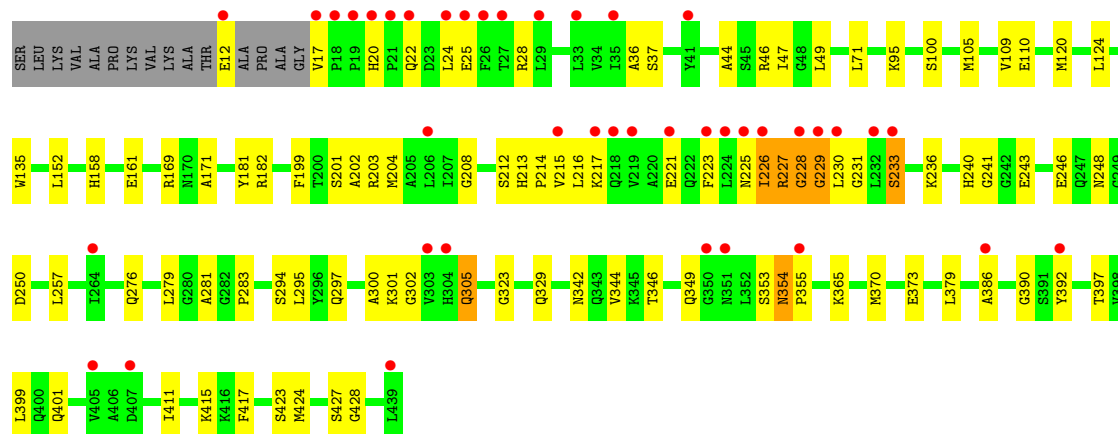 SER LEU LYS VAL ALA PRO LYS VAL LYS ALA THR E12 ALA PRO ALA GLY V17 P18 P19 H20 P21 Q22 D23 L24 E25 F26 T27 R28 L29 L33 V34 I35 A36 S37 Y41 A44 S45 R46 I47 G48 L49 L71 K95 S100 M105 V109 E110 M120 L124
W135 L152 H158 E161 R169 N170 A171 Y181 R182 F199 T200 S201 A202 R203 M204 A205 L206 I207 G208 S212 H213 P214 V215 L216 K217 Q218 V219 A220 E221 Q222 F223 L224 N225 I226 R227 G228 G229 L230 G231 L232 S233 K236 H240 G241 G242 E243 E246 Q247 N248 G249
D250 L257 I264 Q276 L279 G280 A281 G282 P283 S294 L295 Y296 Q297 A300 K301 G302 V303 H304 Q305 G323 Q329 N342 Q343 V344 K345 T346 Q349 G350 N351 L352 S353 N354 P355 K365 M370 E373 L379 A386 G390 S391 Y392 T397
L399 Q400 Q401 V405 A406 D407 I411 K415 K416 F417 S423 M424 S427 G428 L439